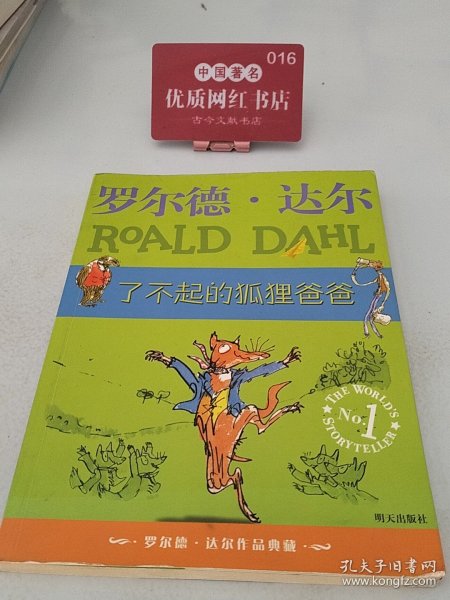 016
中国著名
优质网红书店
古今文献书店
罗尔德·达尔
ROALD DAHL
了不起的狐狸爸爸
THE WORLD'S
No.1
STORYTELLER
明天出版社
·罗尔德·达尔作品典藏·
孔夫子旧书网
www.kongfz.com